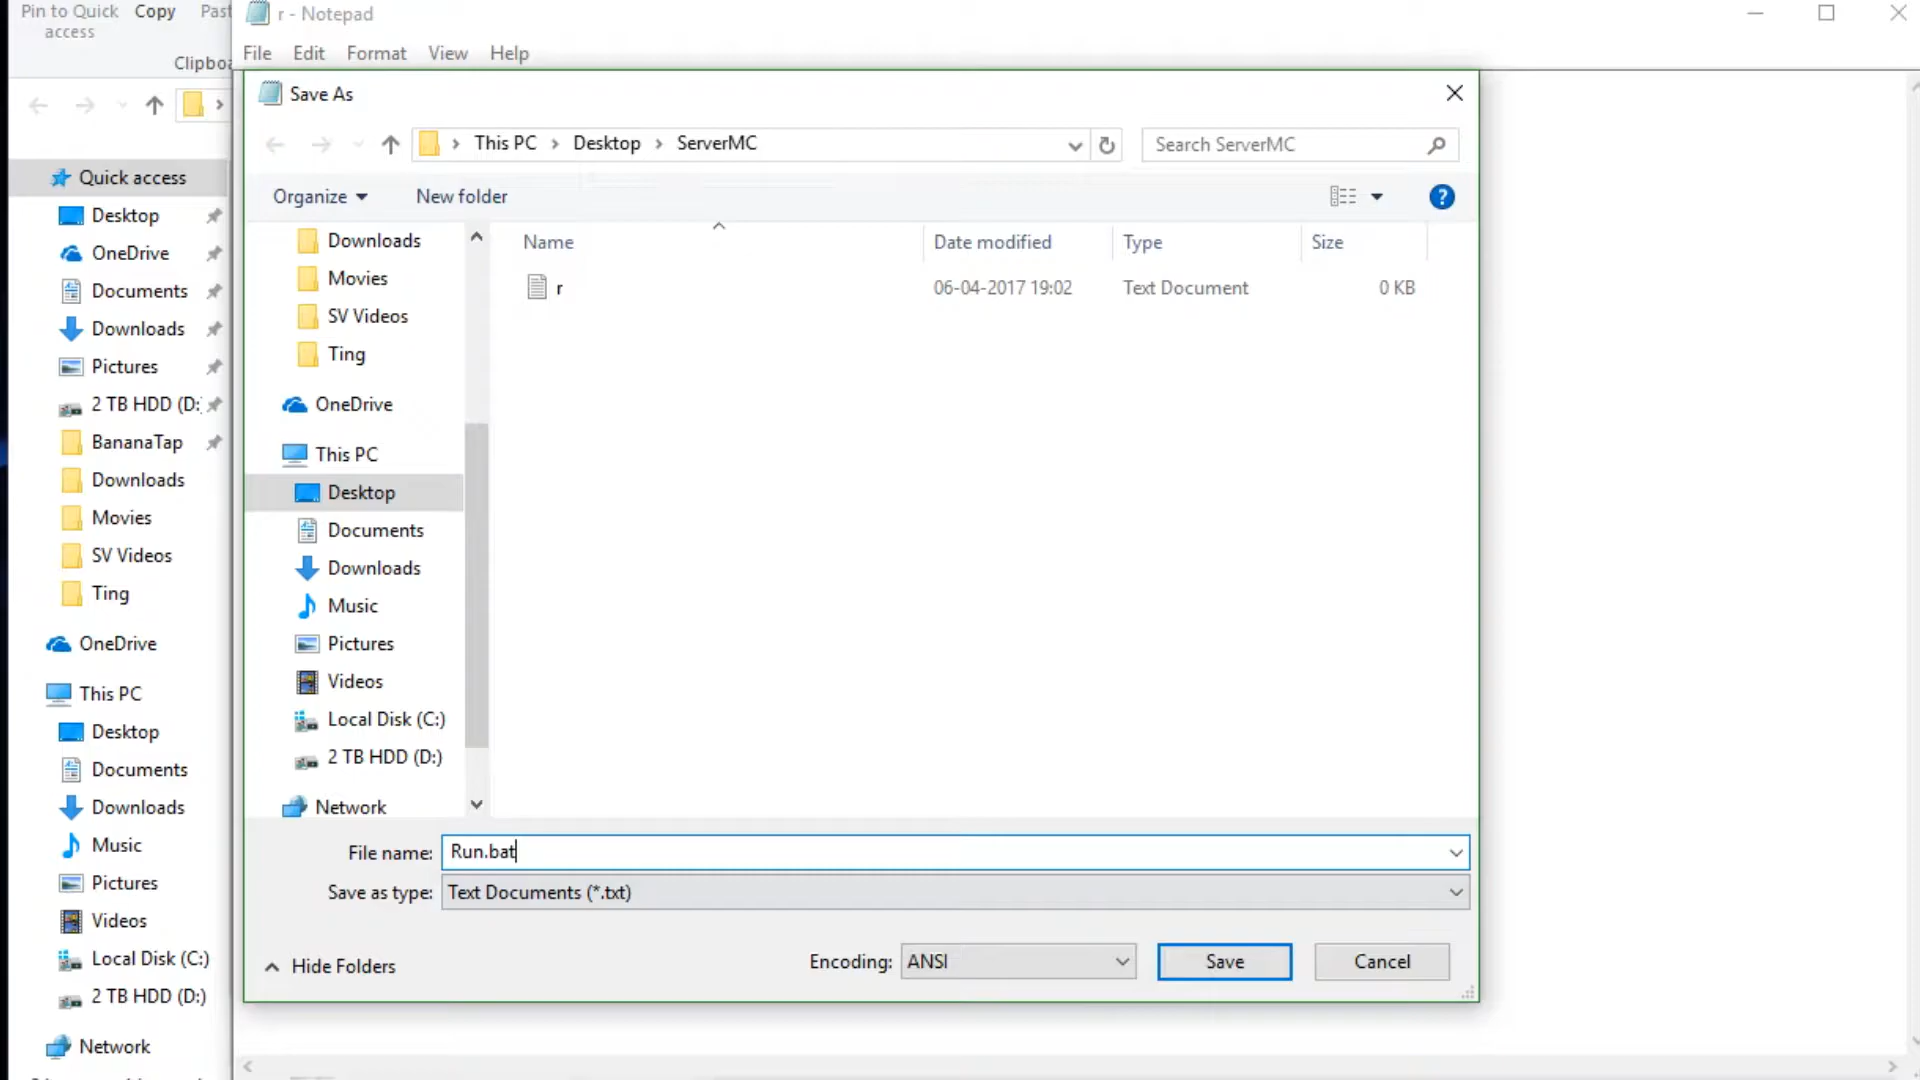 Pin to Quick
access
Copy
Clipbo
r - Notepad
File Edit Format View Help
Save As
This PC Desktop ServerMC
Search ServerMC
Organize
New folder
Quick access
Desktop
OneDrive
Documents
Downloads
Pictures
2 TB HDD (D:
BananaTap
Downloads
Movies
SV Videos
Ting
OneDrive
This PC
Desktop
Documents
Downloads
Music
Pictures
Videos
Local Disk (C:)
2 TB HDD (D:)
Network
Downloads
Movies
SV Videos
Ting
OneDrive
This PC
Desktop
Documents
Downloads
Music
Pictures
Videos
Local Disk (C:)
2 TB HDD (D:)
Network
Name Date modified Type Size
r 06-04-2017 19:02 Text Document 0 KB
File name: Run.bat
Save as type: Text Documents (*.txt)
Hide Folders
Encoding: ANSI Save Cancel